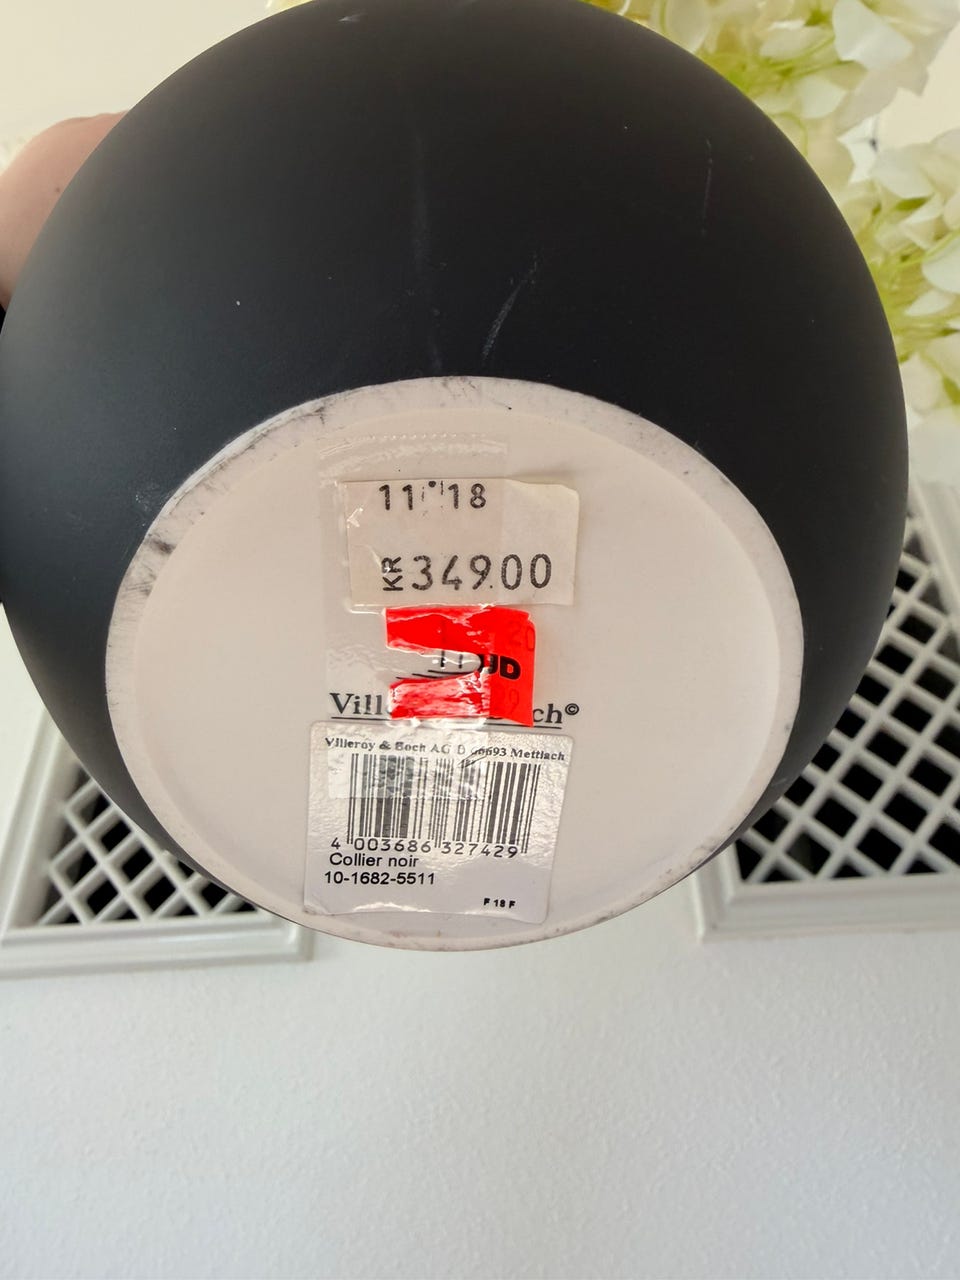 11 18
KR 349.00
Villeroy & Boch AG D 66693 Mettlach
4 003686 327429
Collier noir
10-1682-5511
F 18 F